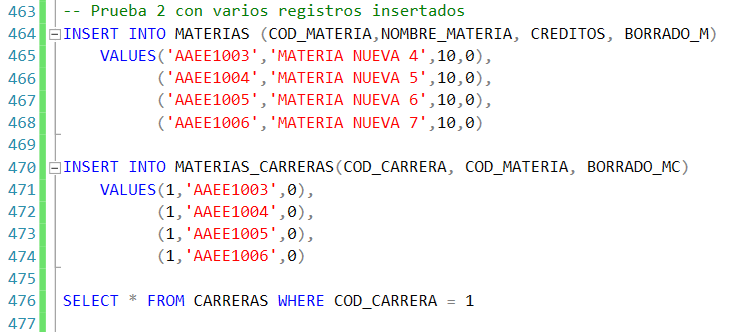 463 -- Prueba 2 con varios registros insertados
464 INSERT INTO MATERIAS (COD_MATERIA,NOMBRE_MATERIA, CREDITOS, BORRADO_M)
465 VALUES('AAEE1003','MATERIA NUEVA 4',10,0),
466 ('AAEE1004','MATERIA NUEVA 5',10,0),
467 ('AAEE1005','MATERIA NUEVA 6',10,0),
468 ('AAEE1006','MATERIA NUEVA 7',10,0)
469
470 INSERT INTO MATERIAS_CARRERAS(COD_CARRERA, COD_MATERIA, BORRADO_MC)
471 VALUES(1,'AAEE1003',0),
472 (1,'AAEE1004',0),
473 (1,'AAEE1005',0),
474 (1,'AAEE1006',0)
475
476 SELECT * FROM CARRERAS WHERE COD_CARRERA = 1
477